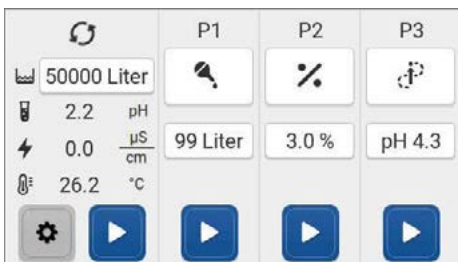 P1 P2 P3
50000 Liter
2.2 pH
0.0 µS/cm
99 Liter 3.0 % pH 4.3
26.2 °C